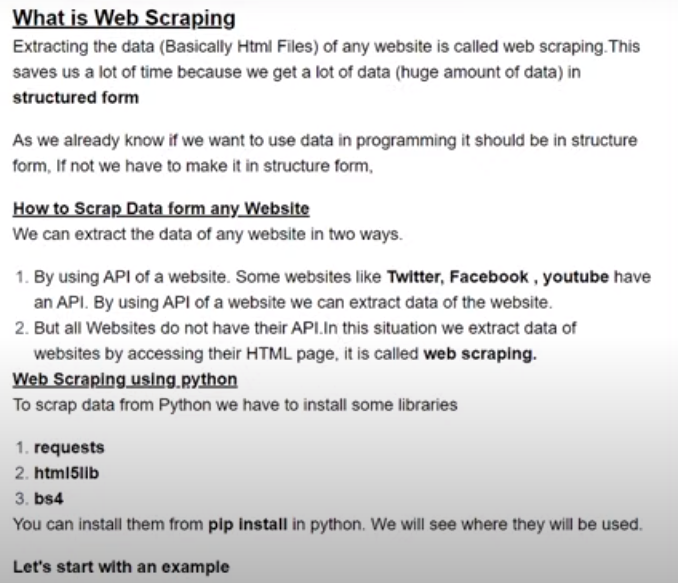 What is Web Scraping
Extracting the data (Basically Html Files) of any website is called web scraping.This
saves us a lot of time because we get a lot of data (huge amount of data) in
structured form
As we already know if we want to use data in programming it should be in structure
form, If not we have to make it in structure form,
How to Scrap Data form any Website
We can extract the data of any website in two ways.
1. By using API of a website. Some websites like Twitter, Facebook , youtube have
an API. By using API of a website we can extract data of the website.
2. But all Websites do not have their API.In this situation we extract data of
websites by accessing their HTML page, it is called web scraping.
Web Scraping using python
To scrap data from Python we have to install some libraries
1. requests
2. html5lib
3. bs4
You can install them from pip install in python. We will see where they will be used.
Let's start with an example